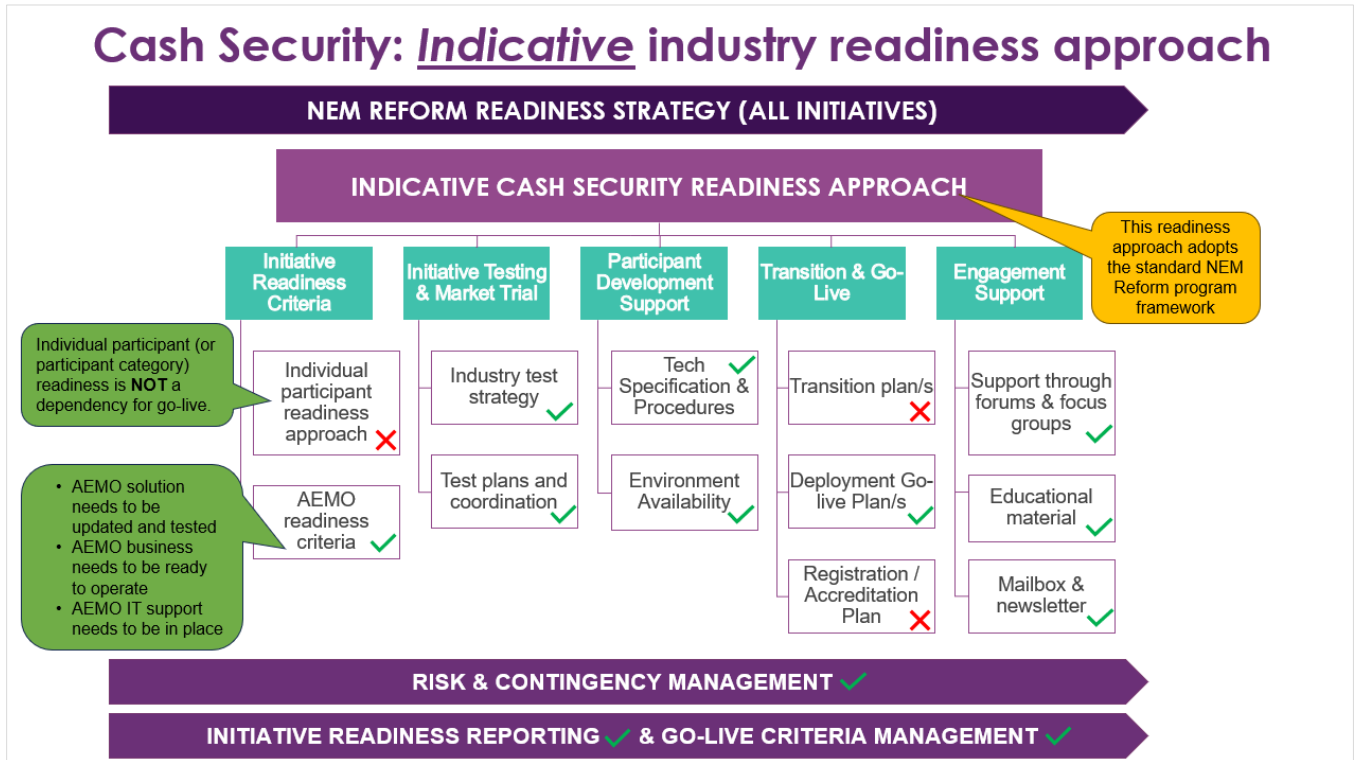 Cash Security: Indicative industry readiness approach
NEM REFORM READINESS STRATEGY (ALL INITIATIVES)
INDICATIVE CASH SECURITY READINESS APPROACH
This readiness
approach adopts
the standard NEM
Reform program
framework
Initiative
Readiness
Criteria
Individual participant (or
participant category)
readiness is NOT a
dependency for go-live.
Individual
participant
readiness
approach
• AEMO solution
needs to be
updated and tested
• AEMO business
needs to be ready
to operate
• AEMO IT support
needs to be in place
AEMO
readiness
criteria
Initiative Testing
& Market Trial
Industry test
strategy
Test plans and
coordination
Participant
Development
Support
Tech
Specification &
Procedures
Environment
Availability
Transition & Go-
Live
Transition plan/s
Deployment Go-
live Plan/s
Registration /
Accreditation
Plan
Engagement
Support
Support through
forums & focus
groups
Educational
material
Mailbox &
newsletter
RISK & CONTINGENCY MANAGEMENT
INITIATIVE READINESS REPORTING & GO-LIVE CRITERIA MANAGEMENT